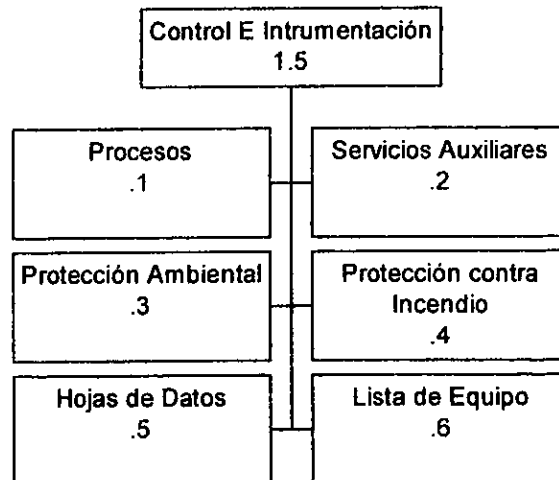 Control E Intrumentación
1.5
Procesos
.1
Servicios Auxiliares
.2
Protección Ambiental
.3
Protección contra
Incendio
.4
Hojas de Datos
.5
Lista de Equipo
.6